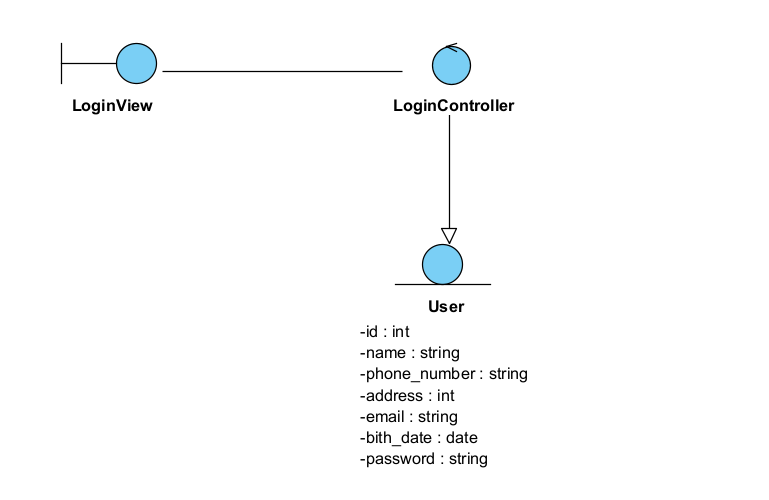 LoginView
LoginController
User
-id : int
-name : string
-phone_number : string
-address : int
-email : string
-bith_date : date
-password : string